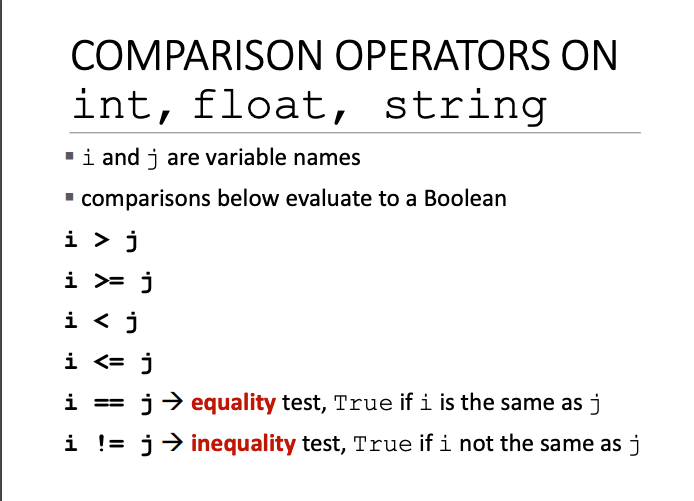 COMPARISON OPERATORS ON
int, float, string
▪ i and j are variable names
▪ comparisons below evaluate to a Boolean
i > j
i >= j
i < j
i <= j
i == j → equality test, True if i is the same as j
i != j → inequality test, True if i not the same as j